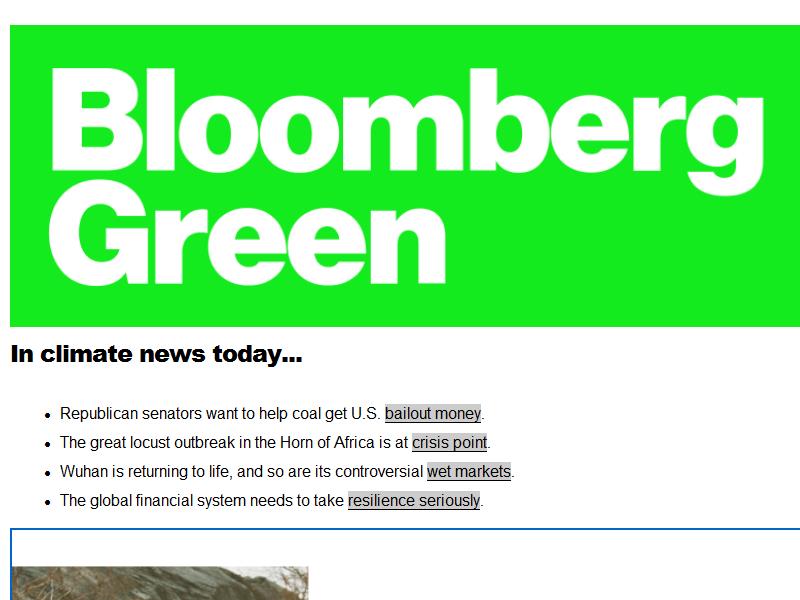 Bloomberg
Green
In climate news today...
• Republican senators want to help coal get U.S. bailout money.
• The great locust outbreak in the Horn of Africa is at crisis point.
• Wuhan is returning to life, and so are its controversial wet markets.
• The global financial system needs to take resilience seriously.